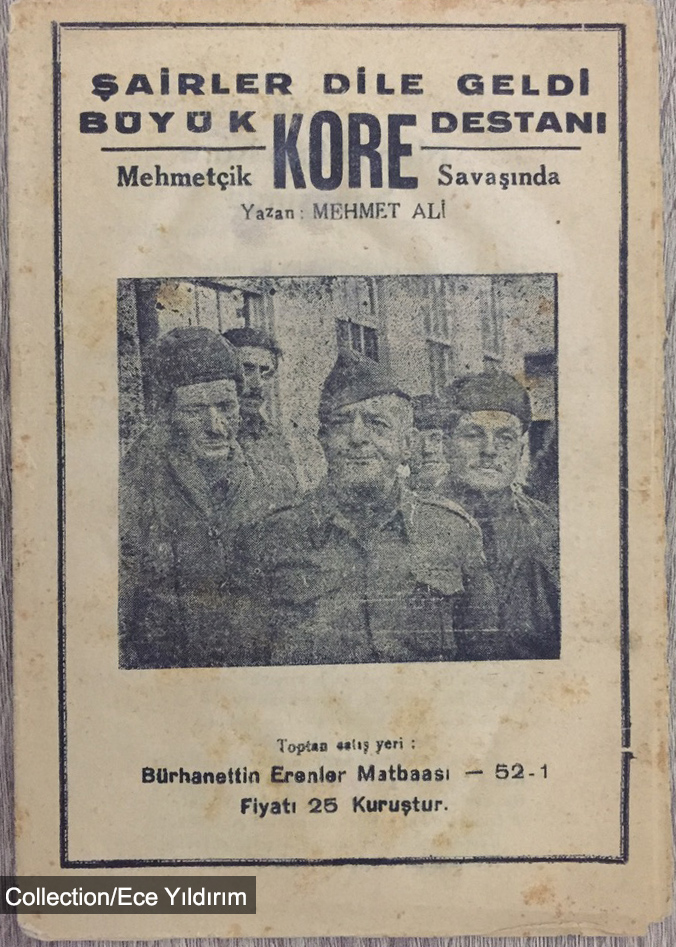 ŞAİRLER DİLE GELDİ
BÜYÜK KORE DESTANI
Mehmetçik Savaşında
Yazan: MEHMET ALİ
Toptan satış yeri :
Bürhanettin Erenler Matbaası — 52-1
Fiyatı 25 Kuruştur.
Collection/Ece Yıldırım